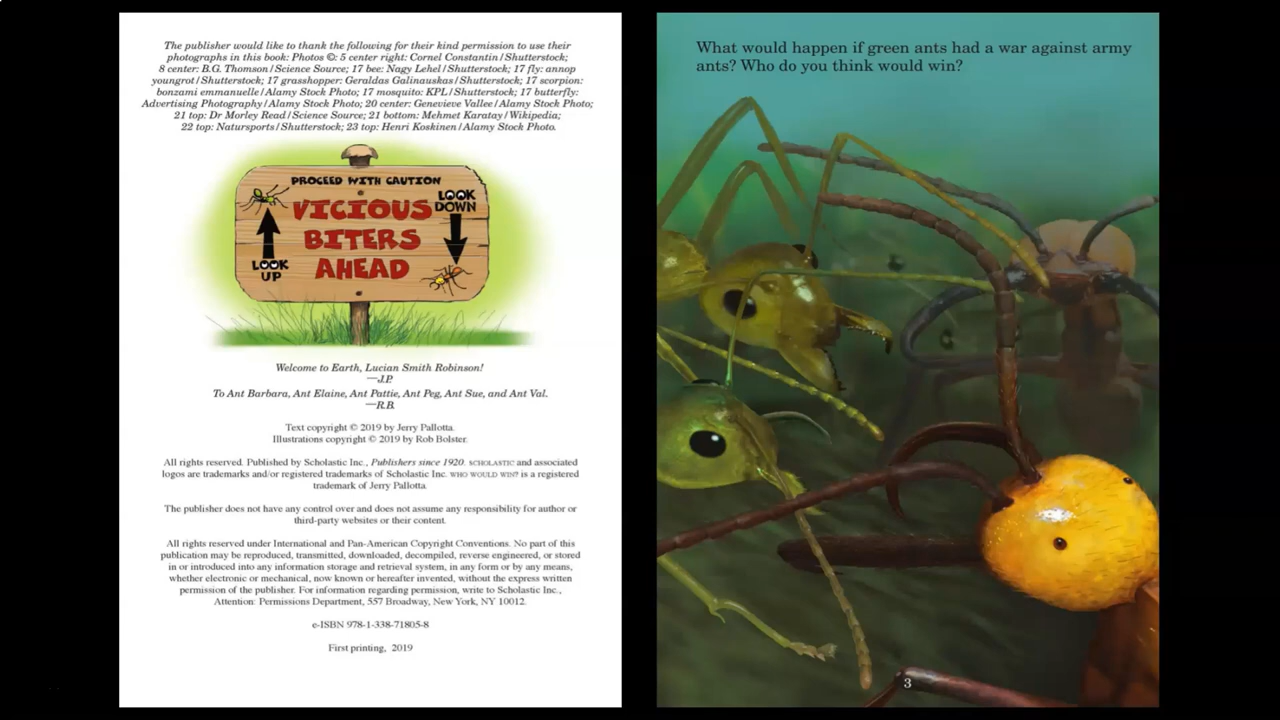 The publisher would like to thank the following for their kind permission to use their
photographs in this book: Photos ©: 5 center right: Cornel Constantin/Shutterstock;
8 center: B.G. Thomson/Science Source; 17 bee: Nagy Lehel/Shutterstock; 17 fly: annop
youngrot/Shutterstock; 17 grasshopper: Geraldas Galinauskas/Shutterstock; 17 scorpion:
bonzami emmanuelle/Alamy Stock Photo; 17 mosquito: KPL/Shutterstock; 17 butterfly:
Advertising Photography/Alamy Stock Photo; 20 center: Genevieve Vallee/Alamy Stock Photo;
21 top: Dr Morley Read/Science Source; 21 bottom: Mehmet Karatay/Wikipedia;
22 top: Natursports/Shutterstock; 23 top: Henri Koskinen/Alamy Stock Photo.
PROCEED WITH CAUTION
LOOK
DOWN
VICIOUS
BITERS
AHEAD
LOOK
UP
Welcome to Earth, Lucian Smith Robinson!
—J.P.
To Ant Barbara, Ant Elaine, Ant Pattie, Ant Peg, Ant Sue, and Ant Val.
—R.B.
Text copyright © 2019 by Jerry Pallotta.
Illustrations copyright © 2019 by Rob Bolster.
All rights reserved. Published by Scholastic Inc., Publishers since 1920. SCHOLASTIC and associated
logos are trademarks and/or registered trademarks of Scholastic Inc. WHO WOULD WIN? is a registered
trademark of Jerry Pallotta.
The publisher does not have any control over and does not assume any responsibility for author or
third-party websites or their content.
All rights reserved under International and Pan-American Copyright Conventions. No part of this
publication may be reproduced, transmitted, downloaded, decompiled, reverse engineered, or stored
in or introduced into any information storage and retrieval system, in any form or by any means,
whether electronic or mechanical, now known or hereafter invented, without the express written
permission of the publisher. For information regarding permission, write to Scholastic Inc.,
Attention: Permissions Department, 557 Broadway, New York, NY 10012.
e-ISBN 978-1-338-71805-8
First printing, 2019
What would happen if green ants had a war against army
ants? Who do you think would win?
3